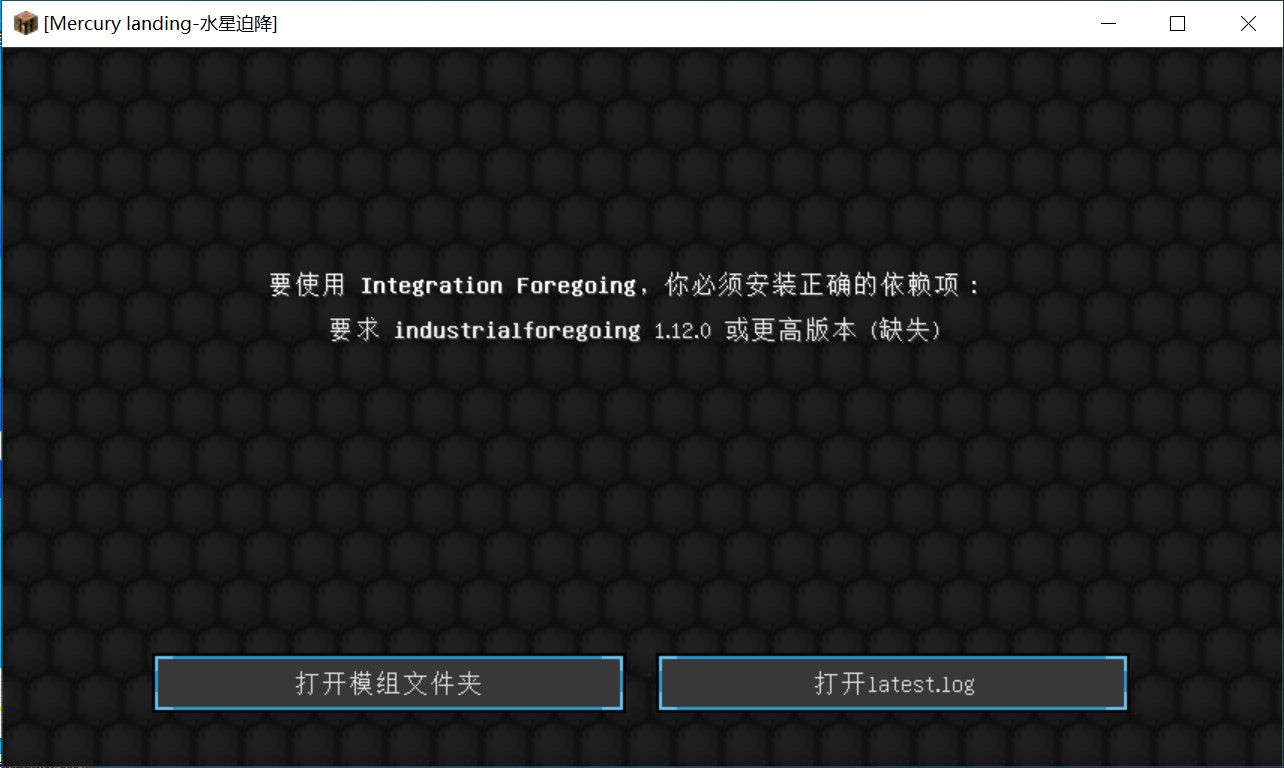 [Mercury landing-水星迫降]
要使用 Integration Foregoing，你必须安装正确的依赖项：
要求 industrialforegoing 1.12.0 或更高版本 (缺失)
打开模组文件夹
打开latest.log